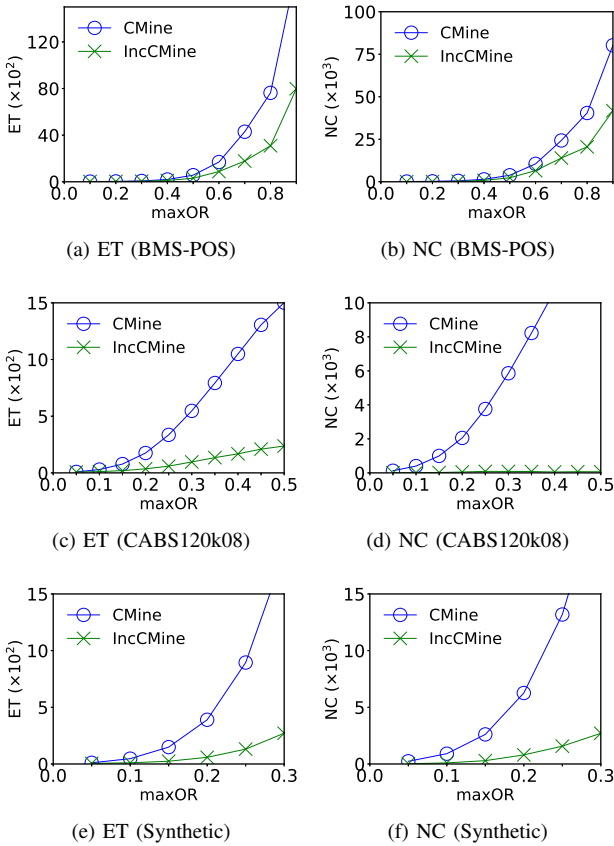 CMine
IncCMine
ET (×10²)
0
40
80
120
0.0 0.2 0.4 0.6 0.8
maxOR
(a) ET (BMS-POS)
CMine
IncCMine
NC (×10³)
0
25
50
75
100
0.0 0.2 0.4 0.6 0.8
maxOR
(b) NC (BMS-POS)
CMine
IncCMine
ET (×10²)
0
5
10
15
0.0 0.1 0.2 0.3 0.4 0.5
maxOR
(c) ET (CABS120k08)
CMine
IncCMine
NC (×10³)
0
2
4
6
8
10
0.0 0.1 0.2 0.3 0.4 0.5
maxOR
(d) NC (CABS120k08)
CMine
IncCMine
ET (×10²)
0
5
10
15
0.0 0.1 0.2 0.3
maxOR
(e) ET (Synthetic)
CMine
IncCMine
NC (×10³)
0
5
10
15
0.0 0.1 0.2 0.3
maxOR
(f) NC (Synthetic)